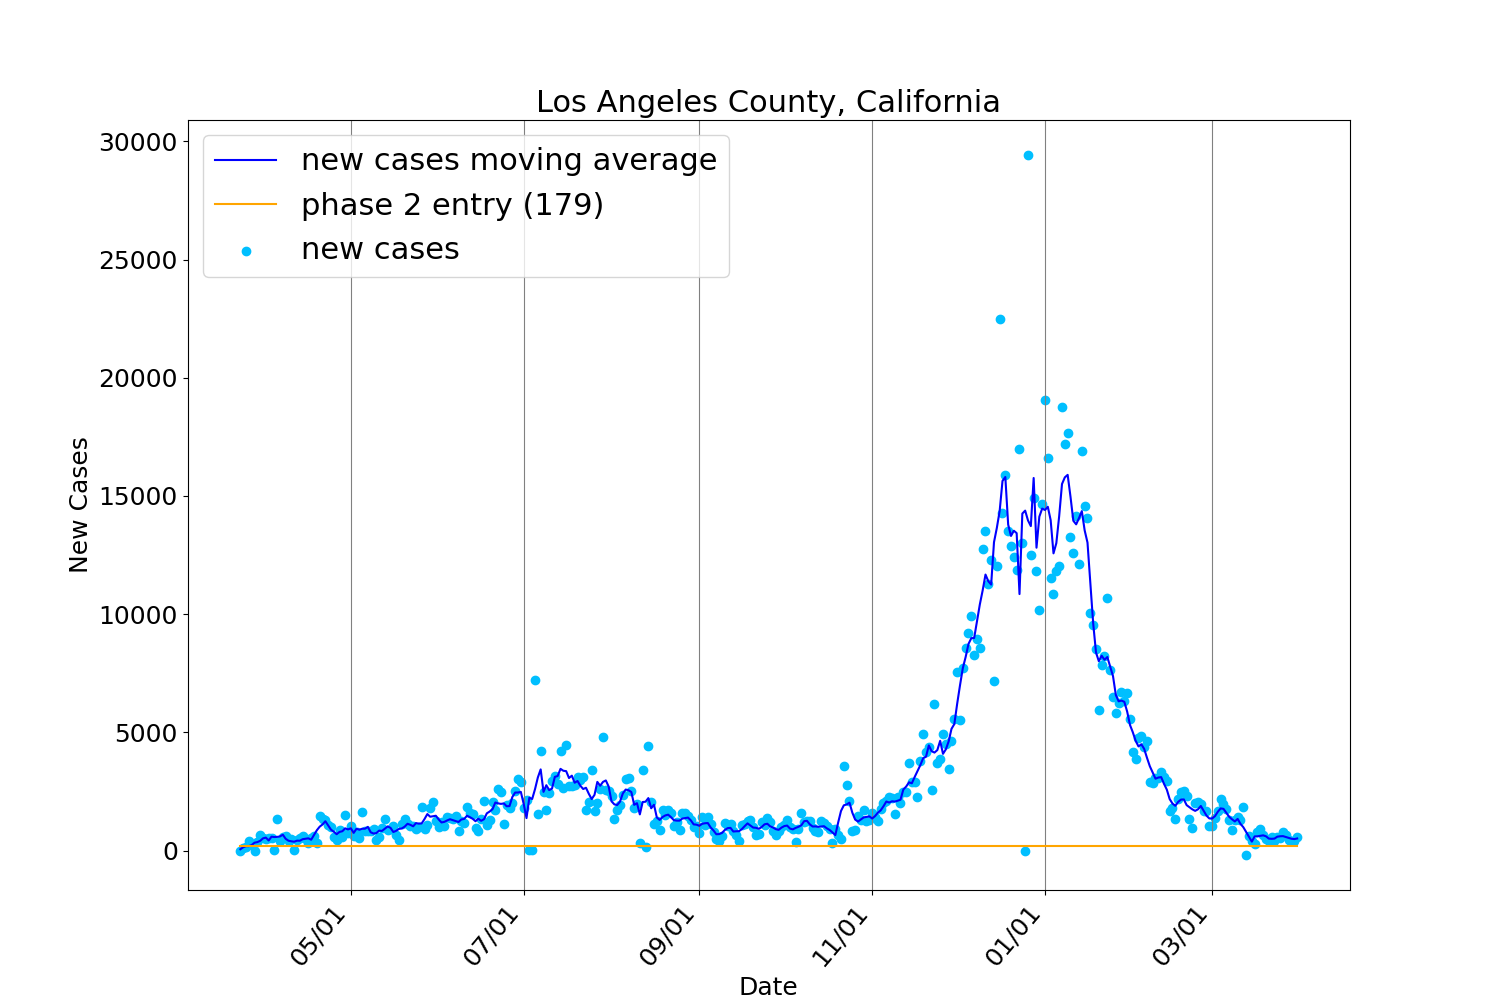 Los Angeles County, California
30000
25000
20000
15000
10000
5000
0
New Cases
new cases moving average
phase 2 entry (179)
new cases
05/01
07/01
09/01
11/01
01/01
03/01
Date